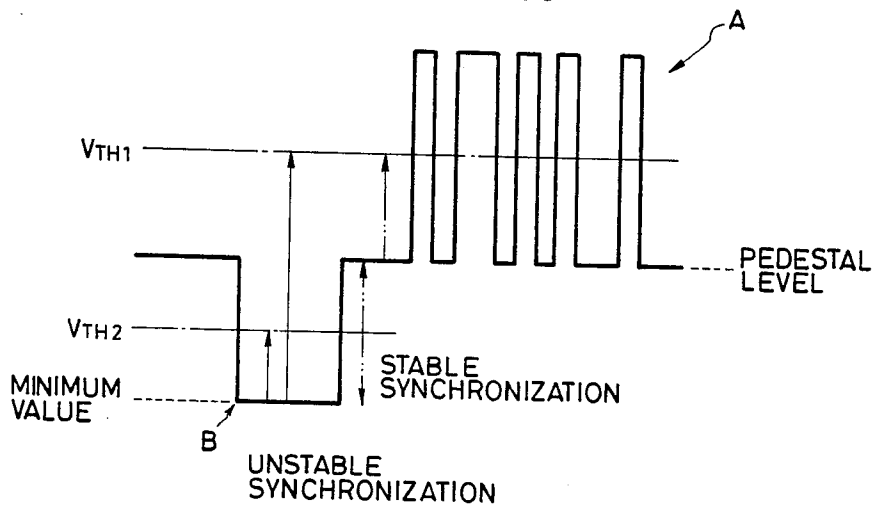 A
VTH1
PEDESTAL
LEVEL
VTH2
STABLE
SYNCHRONIZATION
MINIMUM
VALUE
B
UNSTABLE
SYNCHRONIZATION